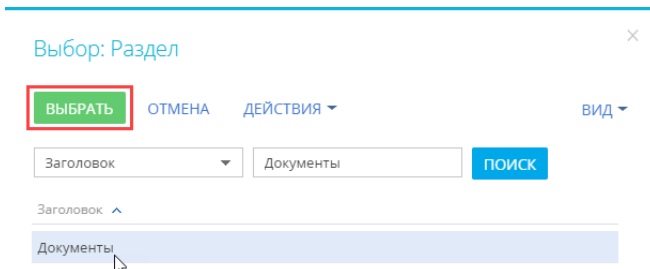 Выбор: Раздел
ВЫБРАТЬ ОТМЕНА ДЕЙСТВИЯ ВИД
Заголовок Документы ПОИСК
Заголовок
Документы